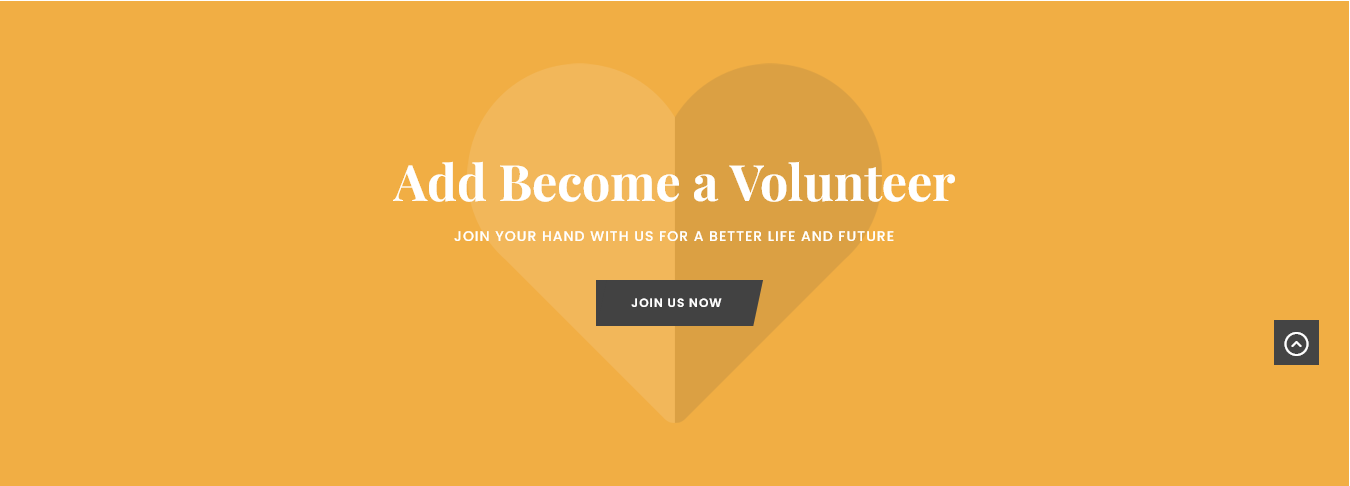 Add Become a Volunteer
JOIN YOUR HAND WITH US FOR A BETTER LIFE AND FUTURE
JOIN US NOW